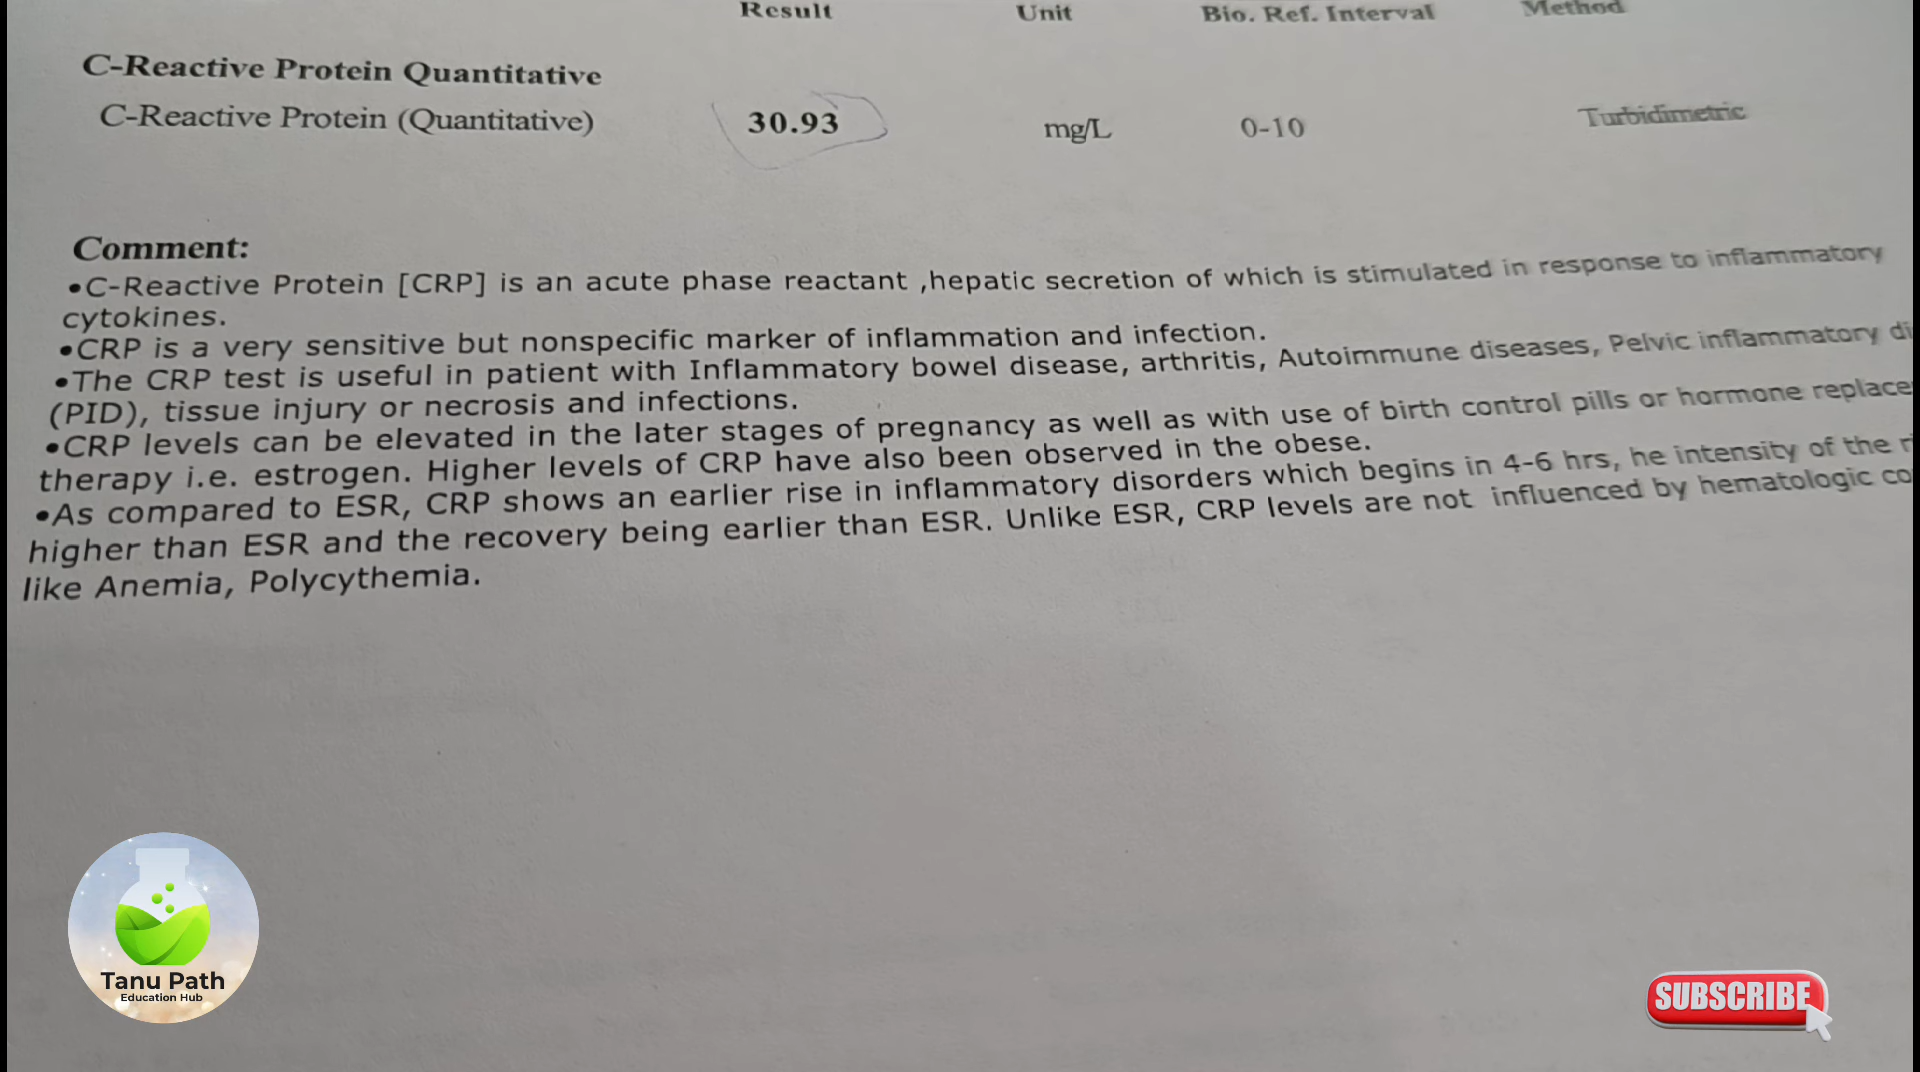 Result Unit Bio. Ref. Interval Method
C-Reactive Protein Quantitative
C-Reactive Protein (Quantitative) 30.93 mg/L 0-10 Turbidimetric
Comment:
•C-Reactive Protein [CRP] is an acute phase reactant ,hepatic secretion of which is stimulated in response to inflammatory
cytokines.
•CRP is a very sensitive but nonspecific marker of inflammation and infection.
•The CRP test is useful in patient with Inflammatory bowel disease, arthritis, Autoimmune diseases, Pelvic inflammatory
(PID), tissue injury or necrosis and infections.
•CRP levels can be elevated in the later stages of pregnancy as well as with use of birth control pills or hormone
therapy i.e. estrogen. Higher levels of CRP have also been observed in the obese.
•As compared to ESR, CRP shows an earlier rise in inflammatory disorders which begins in 4-6 hrs, he intensity of the
higher than ESR and the recovery being earlier than ESR. Unlike ESR, CRP levels are not influenced by hematologic
like Anemia, Polycythemia.
Tanu Path
Education Hub
SUBSCRIBE